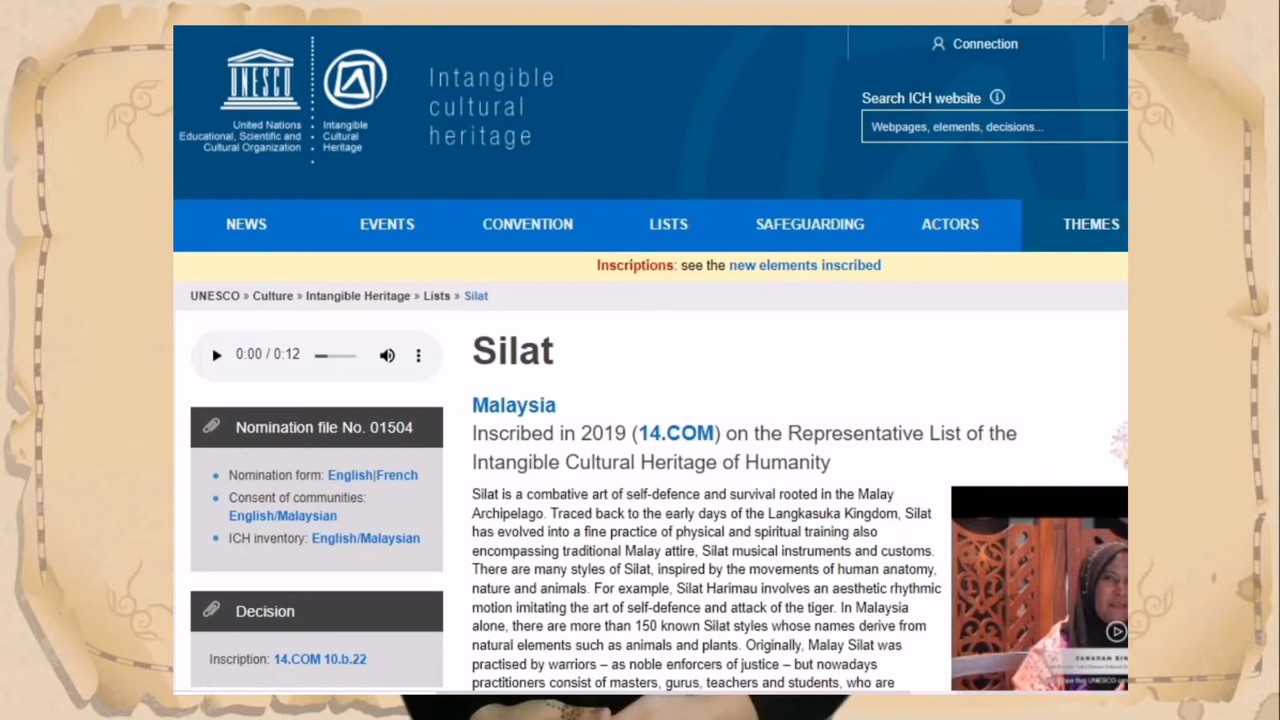 UNESCO
United Nations
Educational, Scientific and
Cultural Organization
Intangible
Cultural
Heritage
Intangible
cultural
heritage
Connection
Search ICH website
Webpages, elements, decisions...
NEWS EVENTS CONVENTION LISTS SAFEGUARDING ACTORS THEMES
Inscriptions: see the new elements inscribed
UNESCO » Culture » Intangible Heritage » Lists » Silat
0:00 / 0:12
Nomination file No. 01504
Nomination form: English|French
Consent of communities:
English/Malaysian
ICH inventory: English/Malaysian
Decision
Inscription: 14.COM 10.b.22
Silat
Malaysia
Inscribed in 2019 (14.COM) on the Representative List of the
Intangible Cultural Heritage of Humanity
Silat is a combative art of self-defence and survival rooted in the Malay
Archipelago. Traced back to the early days of the Langkasuka Kingdom, Silat
has evolved into a fine practice of physical and spiritual training also
encompassing traditional Malay attire, Silat musical instruments and customs.
There are many styles of Silat, inspired by the movements of human anatomy,
nature and animals. For example, Silat Harimau involves an aesthetic rhythmic
motion imitating the art of self-defence and attack of the tiger. In Malaysia
alone, there are more than 150 known Silat styles whose names derive from
natural elements such as animals and plants. Originally, Malay Silat was
practised by warriors – as noble enforcers of justice – but nowadays
practitioners consist of masters, gurus, teachers and students, who are